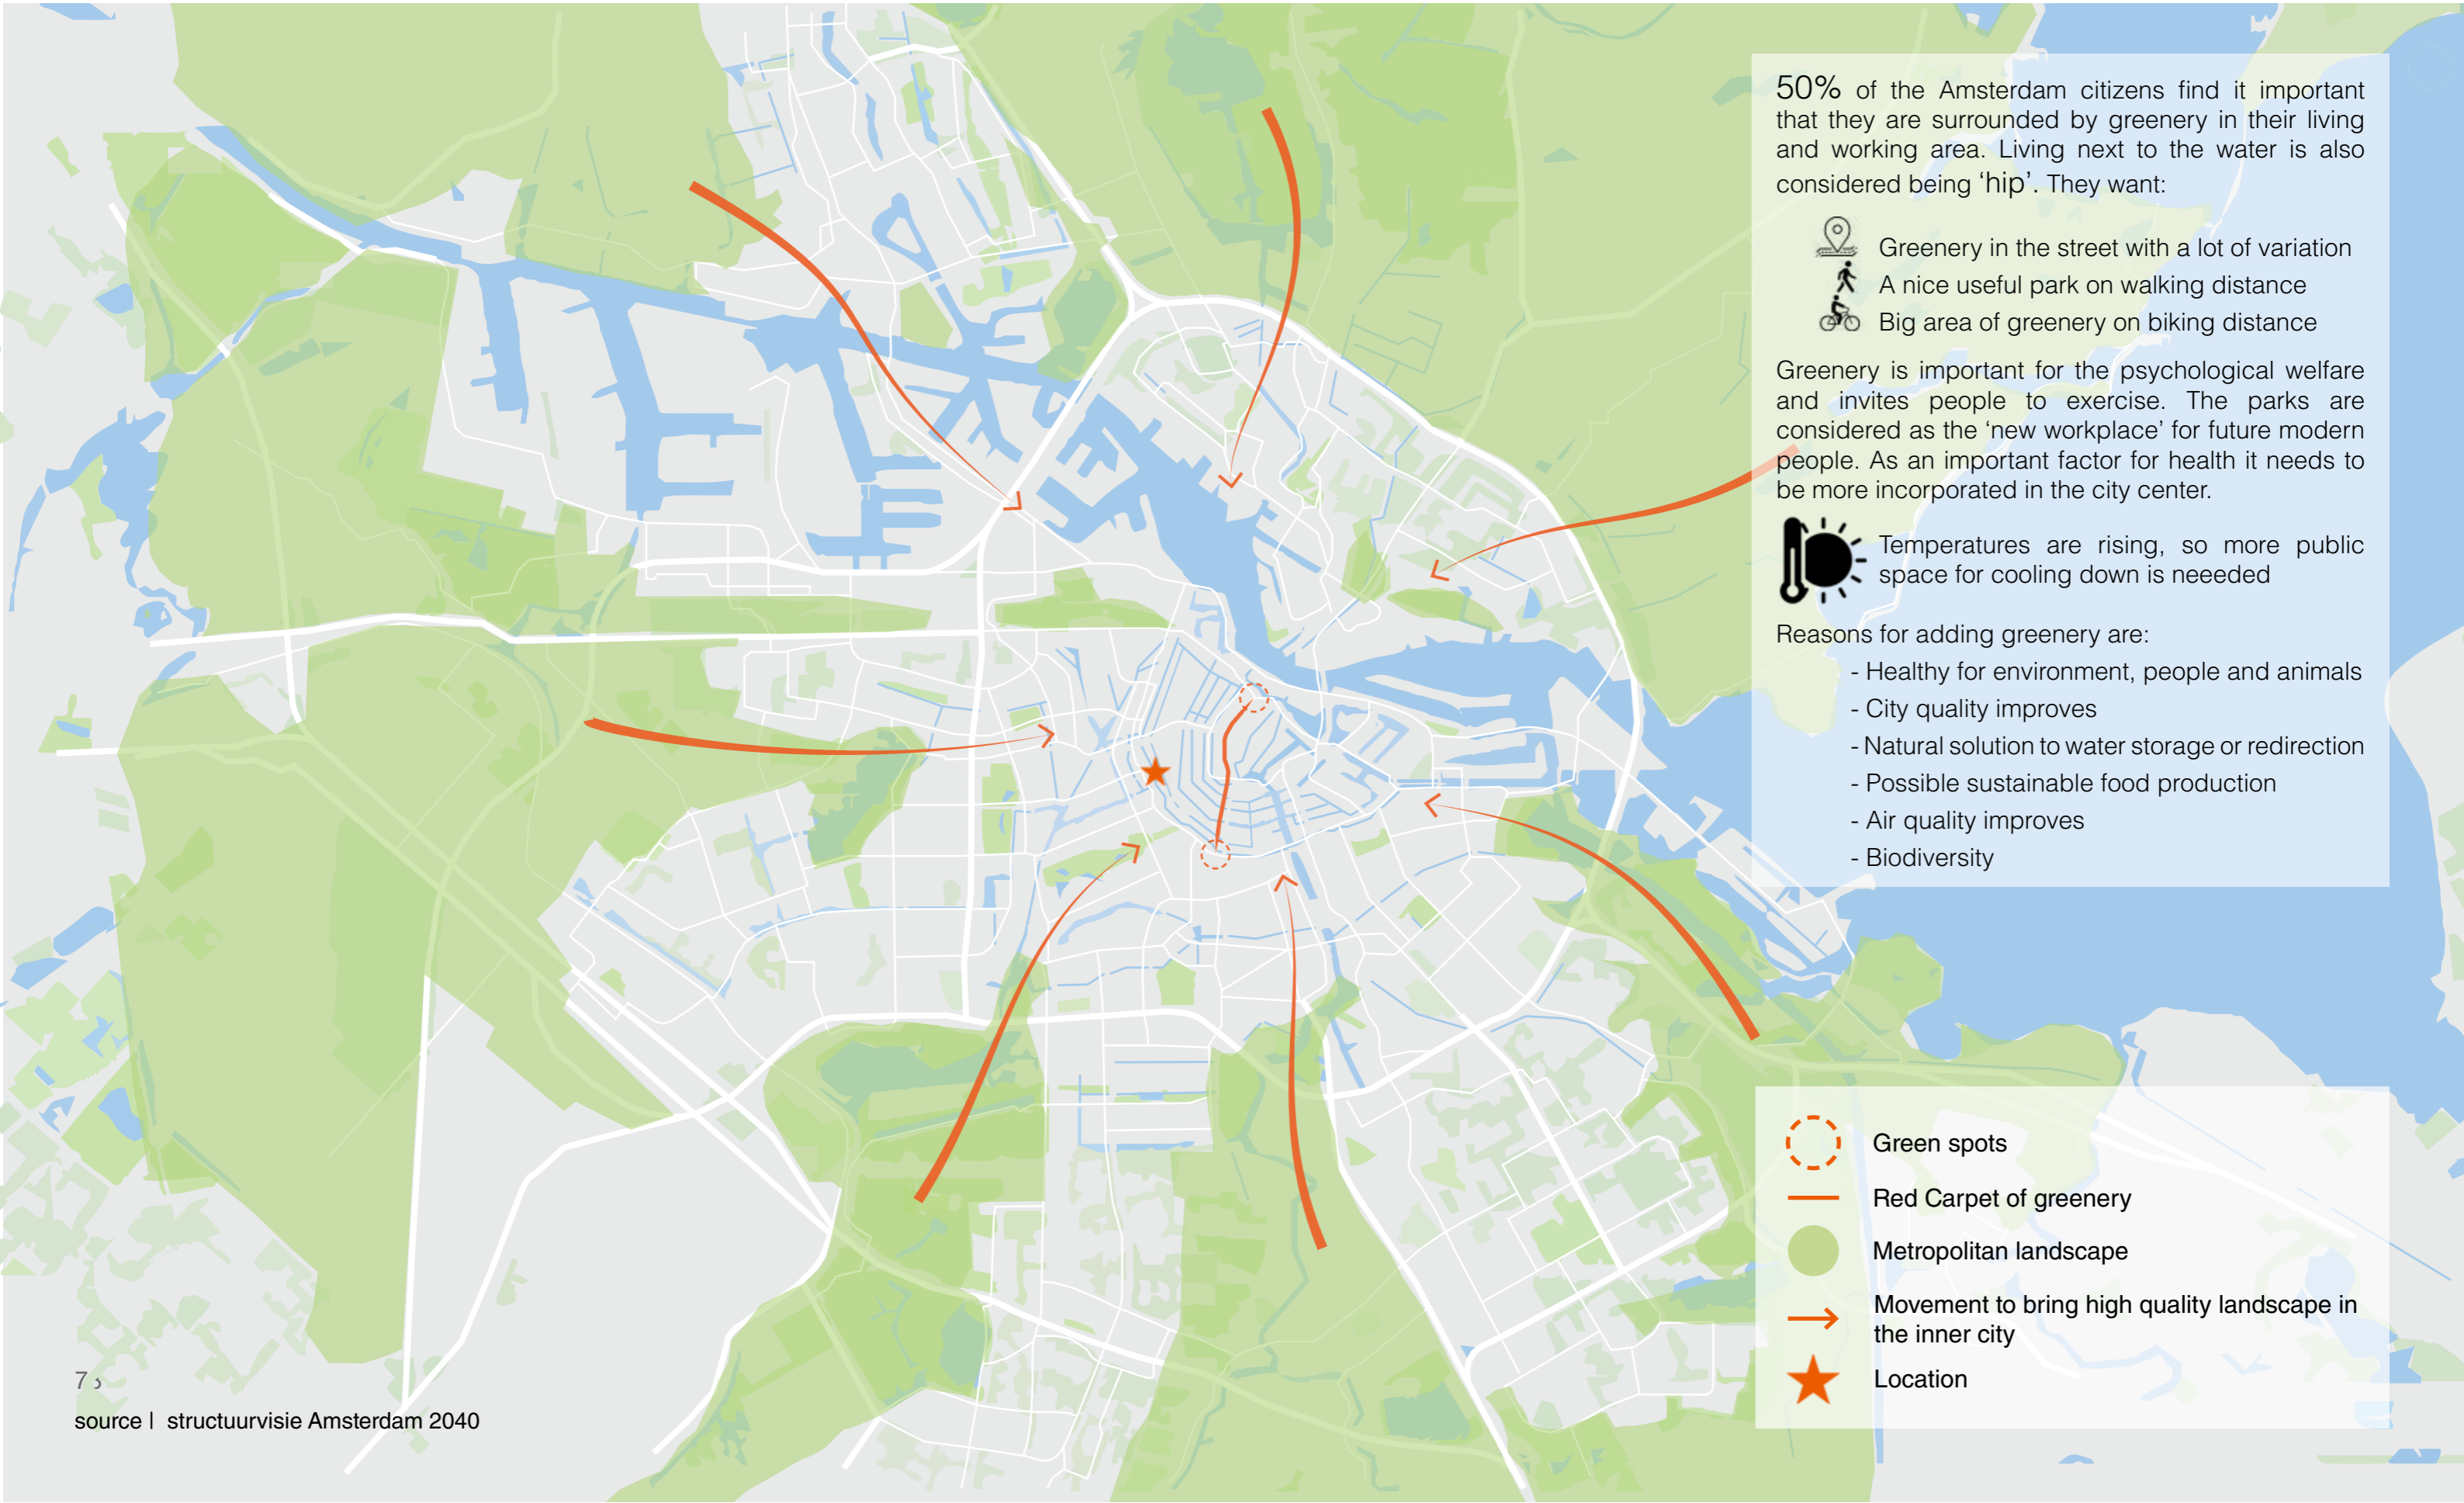 50% of the Amsterdam citizens find it important
that they are surrounded by greenery in their living
and working area. Living next to the water is also
considered being ‘hip’. They want:
Greenery in the street with a lot of variation
A nice useful park on walking distance
Big area of greenery on biking distance
Greenery is important for the psychological welfare
and invites people to exercise. The parks are
considered as the ‘new workplace’ for future modern
people. As an important factor for health it needs to
be more incorporated in the city center.
Temperatures are rising, so more public
space for cooling down is neeeded
Reasons for adding greenery are:
- Healthy for environment, people and animals
- City quality improves
- Natural solution to water storage or redirection
- Possible sustainable food production
- Air quality improves
- Biodiversity
Green spots
Red Carpet of greenery
Metropolitan landscape
Movement to bring high quality landscape in
the inner city
Location
source | structuurvisie Amsterdam 2040